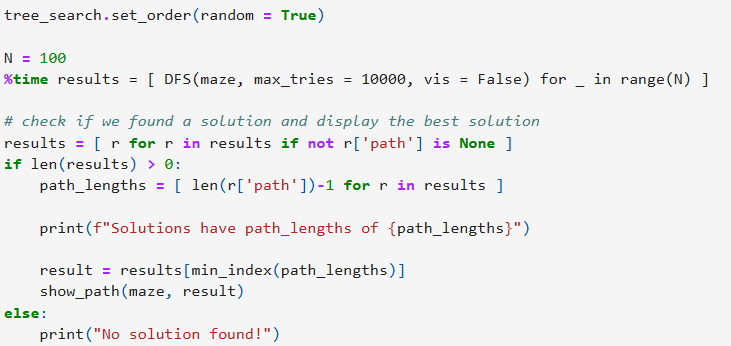 tree_search.set_order(random = True)
N = 100
%time results = [ DFS(maze, max_tries = 10000, vis = False) for _ in range(N) ]
# check if we found a solution and display the best solution
results = [ r for r in results if not r['path'] is None ]
if len(results) > 0:
    path_lengths = [ len(r['path'])-1 for r in results ]
    print(f"Solutions have path_lengths of {path_lengths}")
    result = results[min_index(path_lengths)]
    show_path(maze, result)
else:
    print("No solution found!")